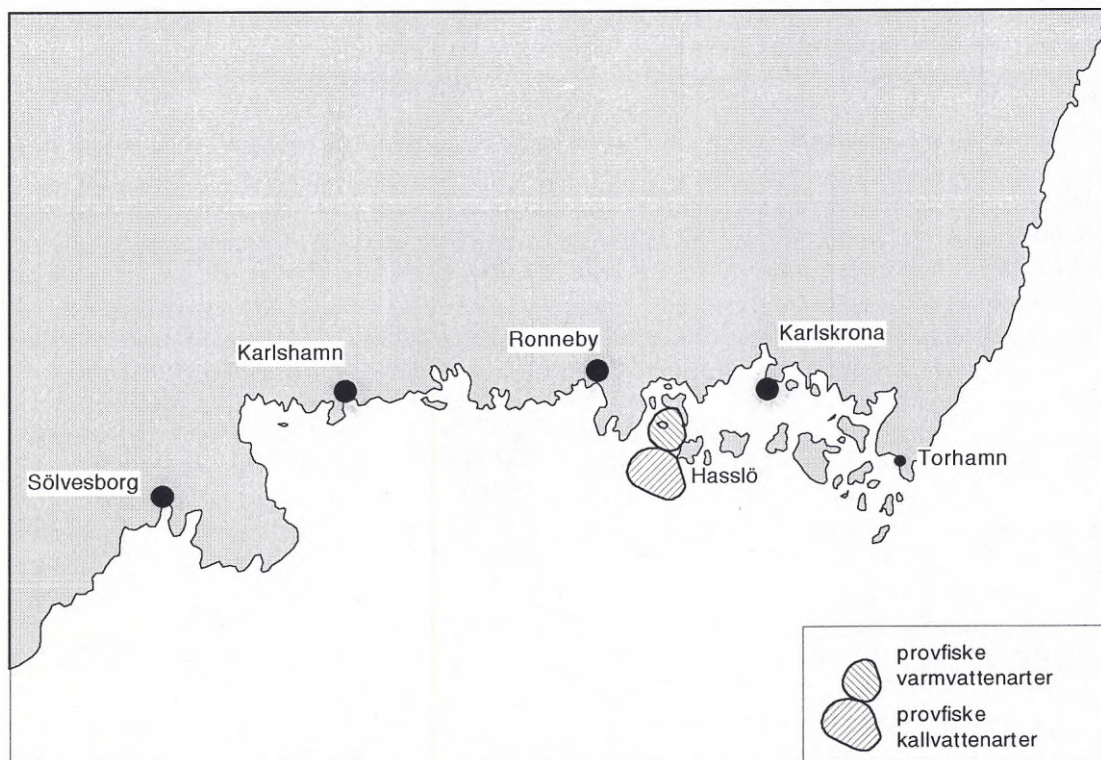 Karlskrona
Ronneby
Karlshamn
Torhamn
Hasslö
Sölvesborg
provfiske
varmvattenarter
provfiske
kallvattenarter